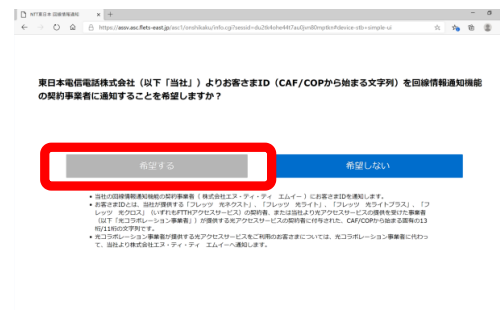 NTT東日本 回線情報通知
https://assv.asc.flets-east.jp/asc1/onshikaku/info.cgi?
東日本電信電話株式会社（以下「当社」）よりお客さまID（CAF/COPから始まる文字列）を回線情報通知機能
の契約事業者に通知することを希望しますか？
希望する 希望しない
• 当社の回線情報通知機能の契約事業者（ 株式会社エヌ・ティ・ティ エムイー ）にお客さまIDを通知します。
• お客さまIDとは、当社が提供する「フレッツ 光ネクスト」、「フレッツ 光ライト」、「フレッツ 光ライトプラス」、「フ
レッツ 光クロス」（いずれもFTTHアクセスサービス）の契約者、または当社より光アクセスサービスの提供を受けた事業者
（以下「光コラボレーション事業者」）が提供する光アクセスサービスの契約者に付与された、CAF/COPから始まる固有の13
桁/11桁の文字列です。
• 光コラボレーション事業者が提供する光アクセスサービスをご利用のお客さまについては、光コラボレーション事業者に代わっ
て、当社より株式会社エヌ・ティ・ティ エムイーへ通知します。